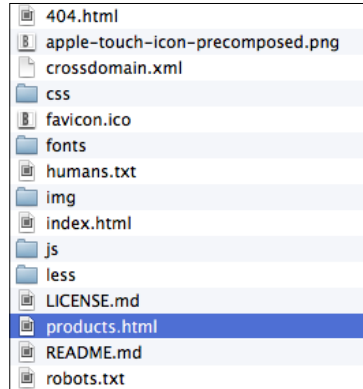 404.html
apple-touch-icon-precomposed.png
crossdomain.xml
css
favicon.ico
fonts
humans.txt
img
index.html
js
less
LICENSE.md
products.html
README.md
robots.txt